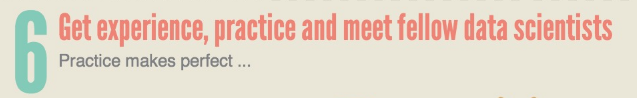 6 Get experience, practice and meet fellow data scientists
Practice makes perfect ...